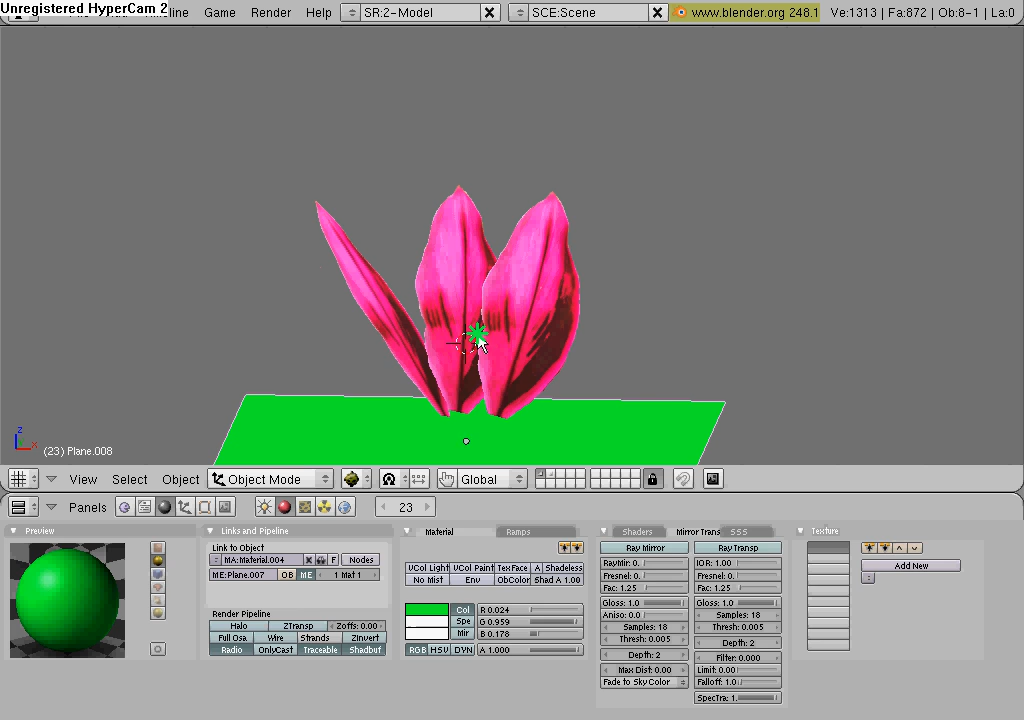 Unregistered HyperCam 2
Timeline Game Render Help SR:2-Model SCE:Scene www.blender.org 248.1 Ve:1313 | Fa:872 | Ob:8-1 | La:0
z
x
(23) Plane.008
View Select Object Object Mode Global
Panels 23
Preview
Links and Pipeline
Link to Object
MA:Material.004 F Nodes
ME:Plane.007 OB ME 1 Mat 1
Render Pipeline
Halo ZTransp Zoffs: 0.00
Full Osa Wire Strands ZInvert
Radio OnlyCast Traceable Shadbuf
Material Ramps
VCol Light VCol Paint TexFace A Shadeless
No Mist Env ObColor Shad A 1.00
Col R 0.024
Spe G 0.959
Mir B 0.178
RGB HSV DYN A 1.000
Shaders Mirror Trans SSS
Ray Mirror Ray Transp
RayMir: 0. IOR: 1.00
Fresnel: 0. Fresnel: 0.
Fac: 1.25 Fac: 1.25
Gloss: 1.0 Gloss: 1.0
Aniso: 0.0 Samples: 18
Samples: 18 Thresh: 0.005
Thresh: 0.005
Depth: 2 Depth: 2
Filter: 0.000
Max Dist: 0.00 Limit: 0.00
Fade to Sky Color Falloff: 1.0
SpecTra: 1.
Texture
Add New